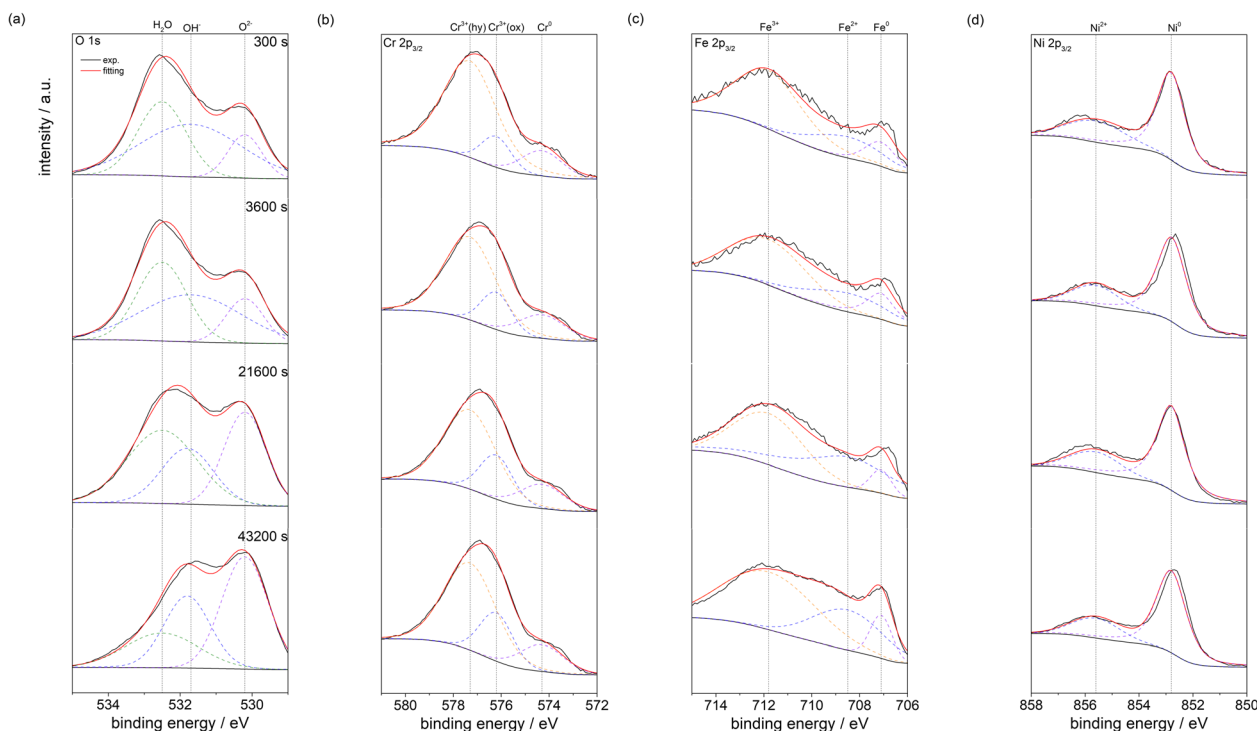 (a)
H₂O OH⁻ O²⁻
O 1s
300 s
exp.
fitting
3600 s
21600 s
43200 s
intensity / a.u.
534 532 530
binding energy / eV
(b)
Cr³⁺(hy) Cr³⁺(ox) Cr⁰
Cr 2p₃/₂
580 578 576 574 572
binding energy / eV
(c)
Fe³⁺ Fe²⁺ Fe⁰
Fe 2p₃/₂
714 712 710 708 706
binding energy / eV
(d)
Ni²⁺ Ni⁰
Ni 2p₃/₂
858 856 854 852 850
binding energy / eV